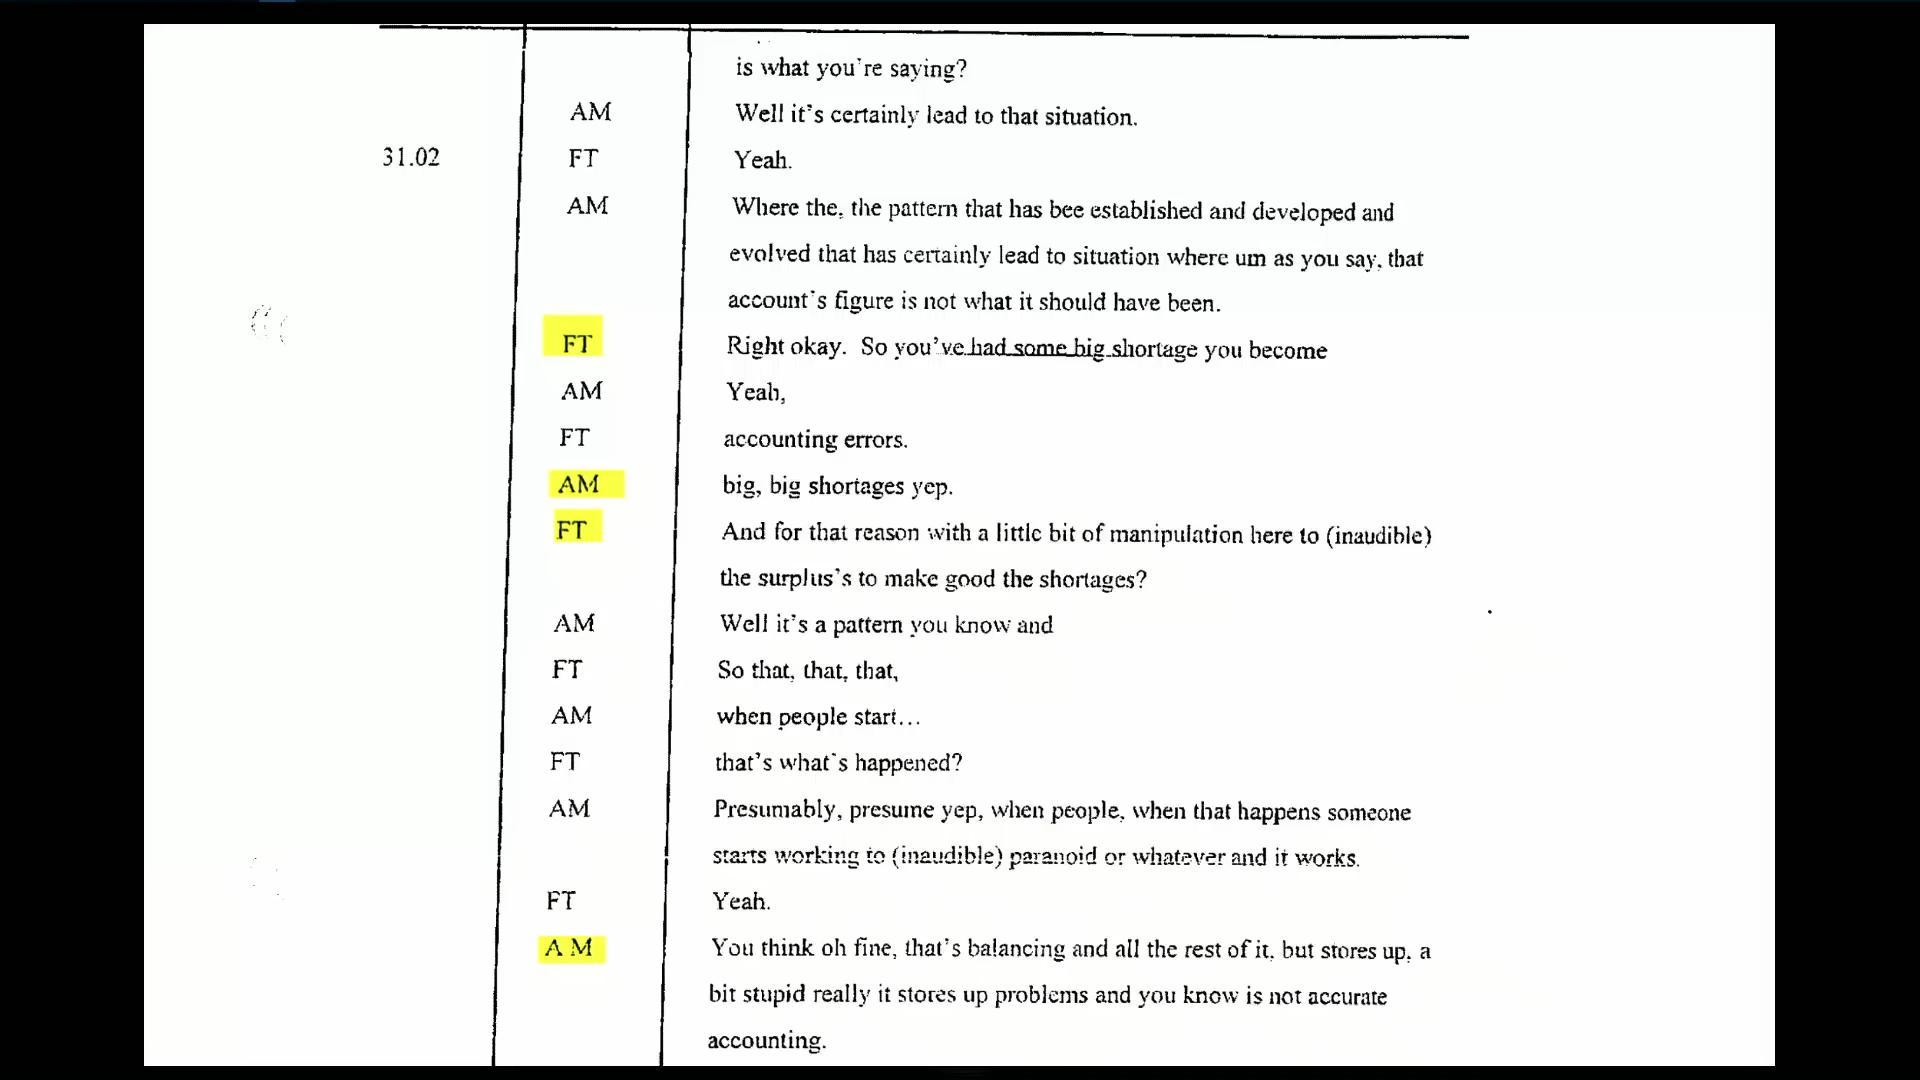 is what you're saying?
AM Well it's certainly lead to that situation.
31.02 FT Yeah.
AM Where the, the pattern that has bee established and developed and
evolved that has certainly lead to situation where um as you say, that
account's figure is not what it should have been.
FT Right okay. So you've had some big shortage you become
AM Yeah,
FT accounting errors.
AM big, big shortages yep.
FT And for that reason with a little bit of manipulation here to (inaudible)
the surplus's to make good the shortages?
AM Well it's a pattern you know and
FT So that, that, that,
AM when people start...
FT that's what's happened?
AM Presumably, presume yep, when people, when that happens someone
starts working to (inaudible) paranoid or whatever and it works.
FT Yeah.
A M You think oh fine, that's balancing and all the rest of it, but stores up, a
bit stupid really it stores up problems and you know is not accurate
accounting.